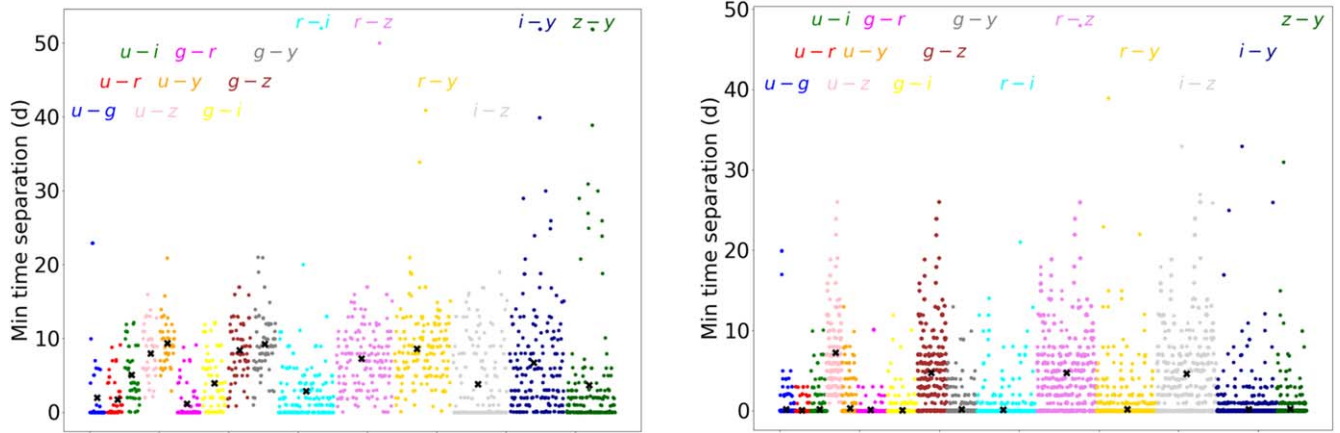 r − i r − z i − y z − y
50
u − i g − r g − y
u − r u − y g − z r − y
40
u − g u − z g − i i − z
30
20
10
0
Min time separation (d)
50
u − i g − r g − y r − z z − y
u − r u − y g − z r − y i − y
40
u − g u − z g − i r − i i − z
30
20
10
0
Min time separation (d)